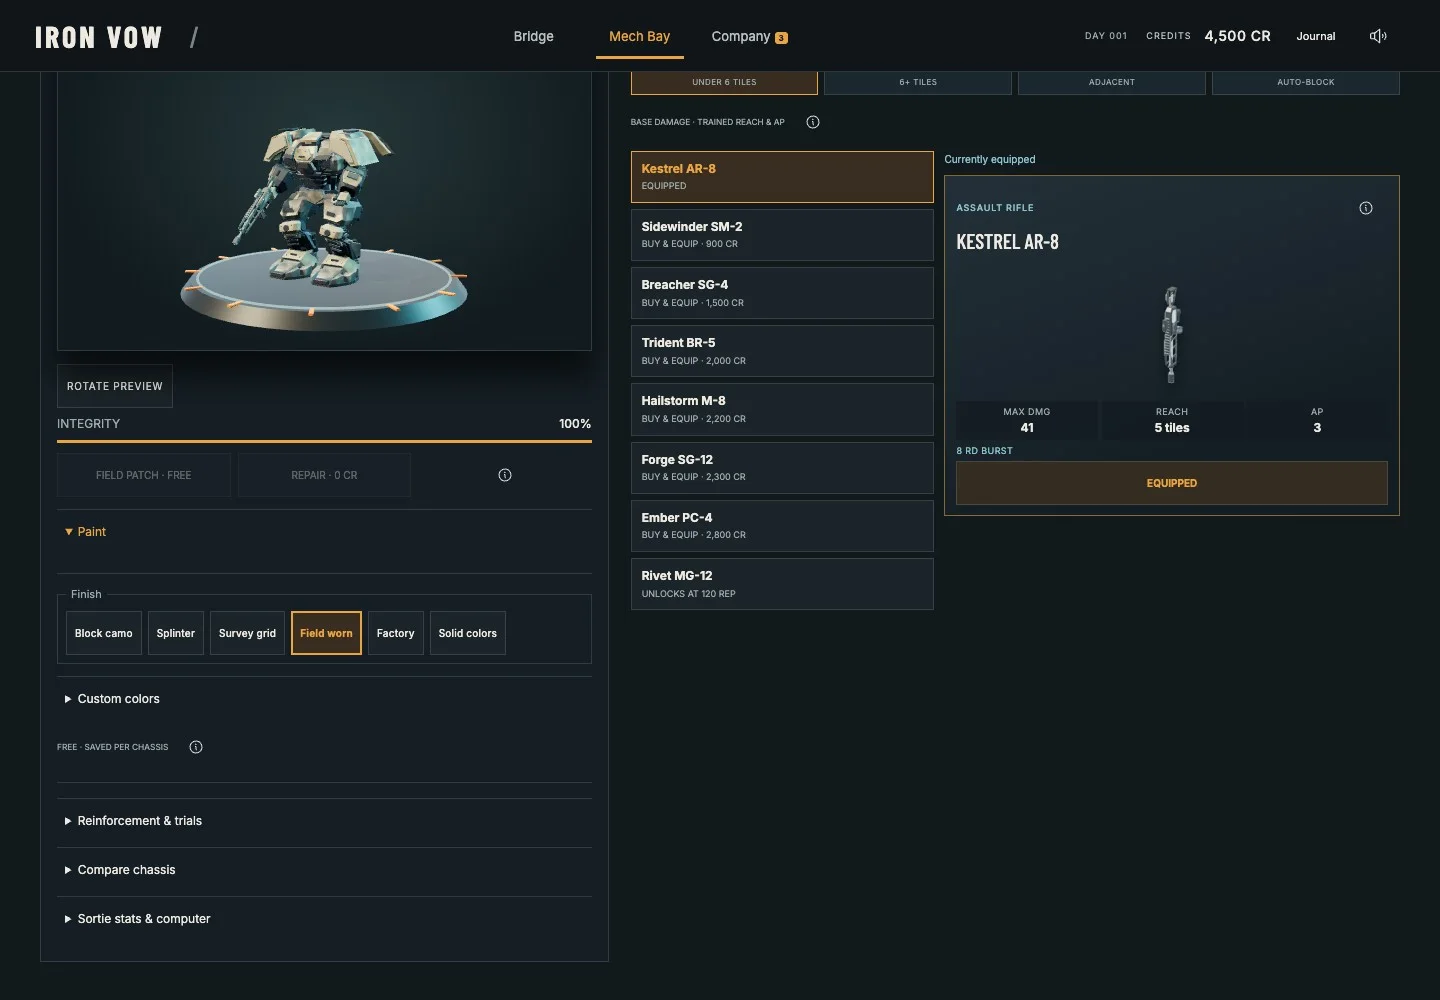 IRON VOW /
Bridge
Mech Bay
Company 3
DAY 001
CREDITS 4,500 CR
Journal
UNDER 6 TILES
6+ TILES
ADJACENT
AUTO-BLOCK
BASE DAMAGE · TRAINED REACH & AP
Kestrel AR-8
EQUIPPED
Sidewinder SM-2
BUY & EQUIP · 900 CR
Breacher SG-4
BUY & EQUIP · 1,500 CR
Trident BR-5
BUY & EQUIP · 2,000 CR
Hailstorm M-8
BUY & EQUIP · 2,200 CR
Forge SG-12
BUY & EQUIP · 2,300 CR
Ember PC-4
BUY & EQUIP · 2,800 CR
Rivet MG-12
UNLOCKS AT 120 REP
Currently equipped
ASSAULT RIFLE
KESTREL AR-8
MAX DMG
41
REACH
5 tiles
AP
3
8 RD BURST
EQUIPPED
ROTATE PREVIEW
INTEGRITY 100%
FIELD PATCH · FREE
REPAIR · 0 CR
Paint
Finish
Block camo
Splinter
Survey grid
Field worn
Factory
Solid colors
Custom colors
FREE · SAVED PER CHASSIS
Reinforcement & trials
Compare chassis
Sortie stats & computer